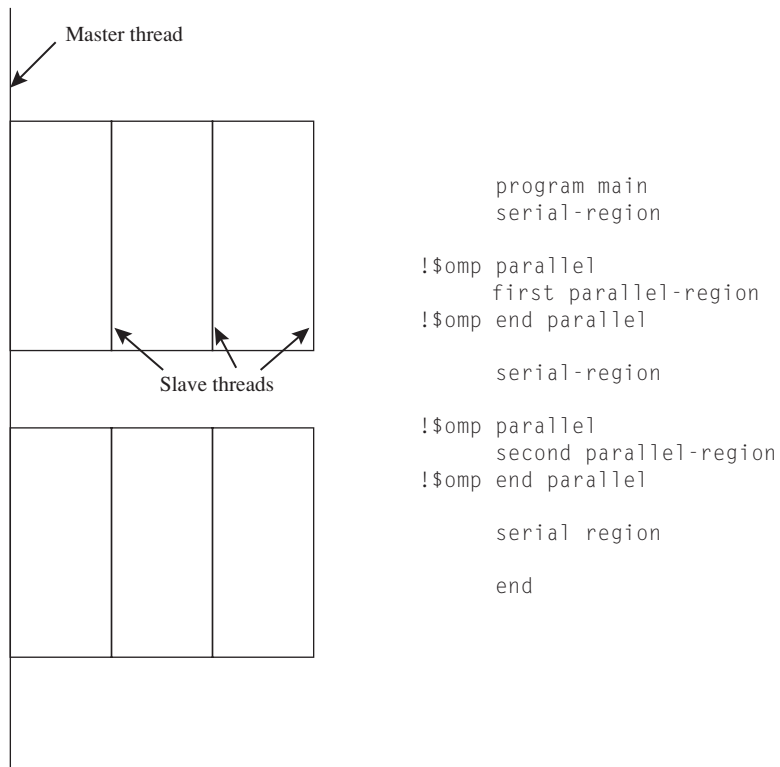 Master thread
Slave threads
program main
serial-region
!$omp parallel
first parallel-region
!$omp end parallel
serial-region
!$omp parallel
second parallel-region
!$omp end parallel
serial region
end